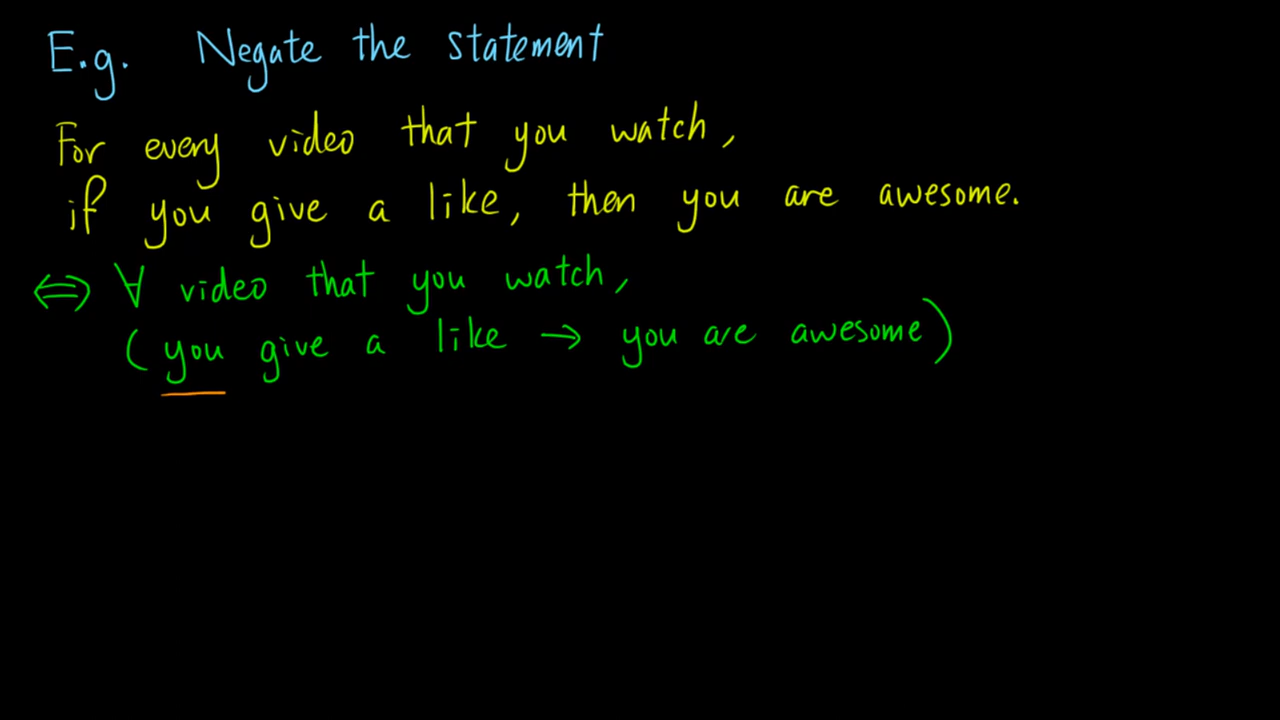 E.g. Negate the statement
For every video that you watch,
if you give a like, then you are awesome.
⇔ ∀ video that you watch,
(you give a like → you are awesome)